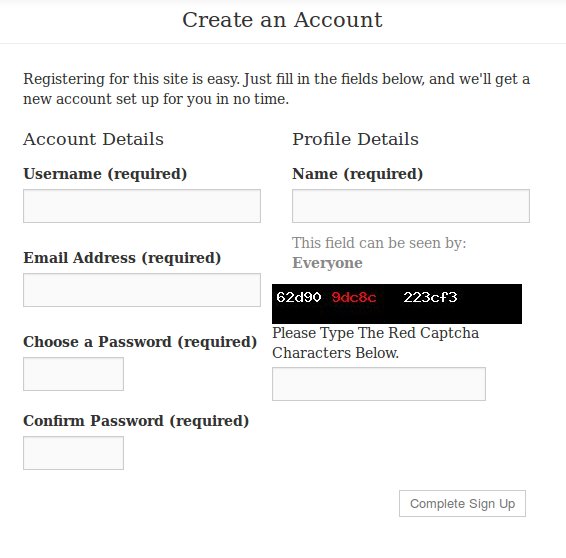 Create an Account
Registering for this site is easy. Just fill in the fields below, and we'll get a
new account set up for you in no time.
Account Details
Username (required)
Email Address (required)
Choose a Password (required)
Confirm Password (required)
Profile Details
Name (required)
This field can be seen by:
Everyone
62d90 9dc8c 223cf3
Please Type The Red Captcha
Characters Below.
Complete Sign Up